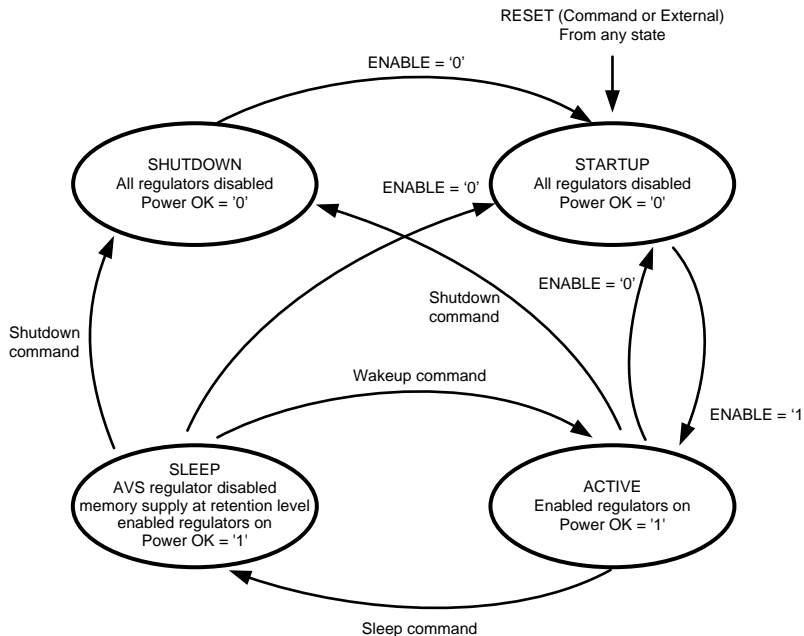 RESET (Command or External)
From any state
ENABLE = ‘0’
SHUTDOWN
All regulators disabled
Power OK = '0'
STARTUP
All regulators disabled
Power OK = '0'
ENABLE = ‘0’
Shutdown
command
Shutdown
command
ENABLE = ‘0’
Wakeup command
ENABLE = ‘1
SLEEP
AVS regulator disabled
memory supply at retention level
enabled regulators on
Power OK = '1'
ACTIVE
Enabled regulators on
Power OK = '1'
Sleep command